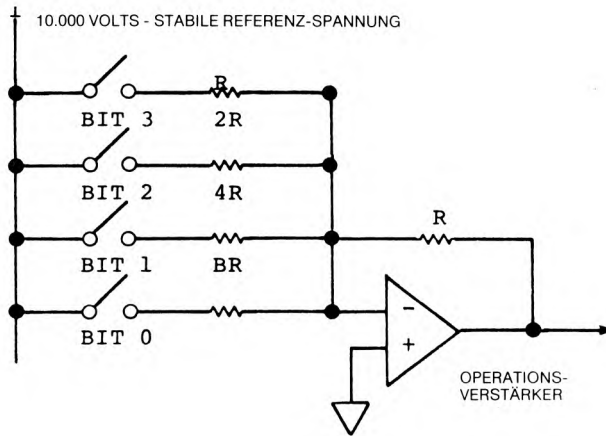 10.000 VOLTS - STABILE REFERENZ-SPANNUNG
R
BIT 3 2R
BIT 2 4R
R
BIT 1 BR
-
+
BIT 0
OPERATIONS-
VERSTÄRKER